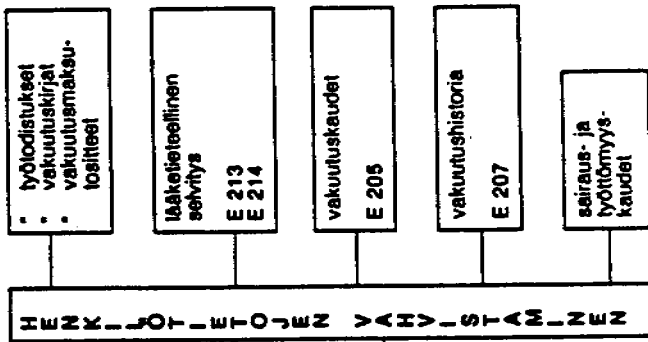 • työtodistukset
• vakuutuskirjat
• vakuutusmaksu-
tositteet
lääketieteellinen
selvitys
E 213
E 214
vakuutuskaudet
E 205
vakuutushistoria
E 207
sairaus- ja
työttömyys-
kaudet
HENKILÖTIETOJEN VAHVISTAMINEN